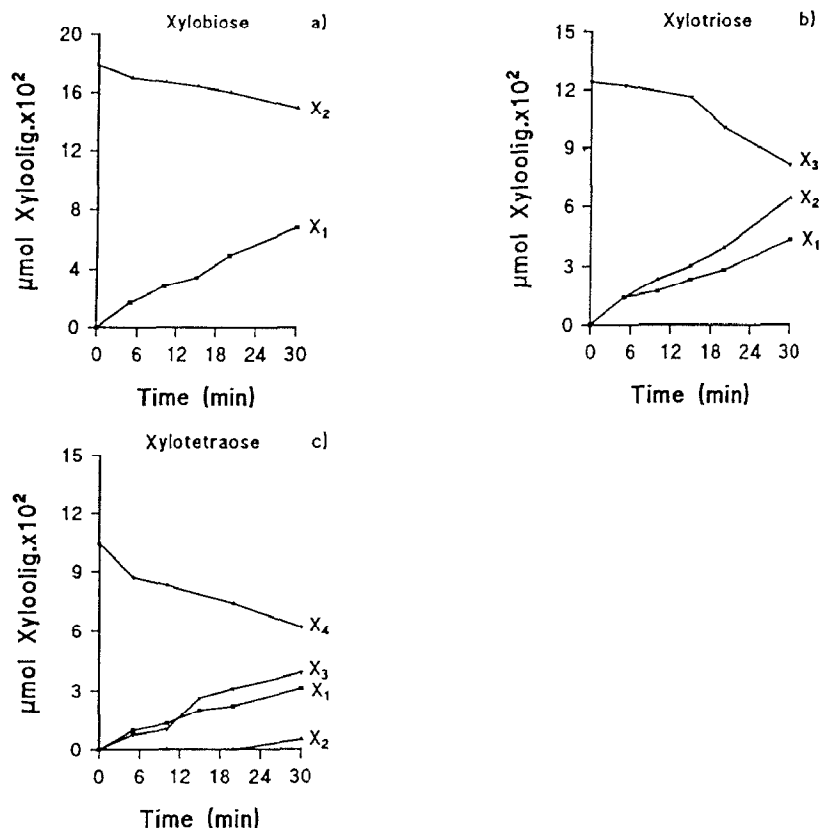 Xylobiose a)
µmol Xyloolig.x10²
20
16
12
8
4
0
X₂
X₁
0 6 12 18 24 30
Time (min)
Xylotriose b)
µmol Xyloolig.x10²
15
12
9
6
3
0
X₃
X₂
X₁
0 6 12 18 24 30
Time (min)
Xylotetraose c)
µmol Xyloolig.x10²
15
12
9
6
3
0
X₄
X₃
X₁
X₂
0 6 12 18 24 30
Time (min)